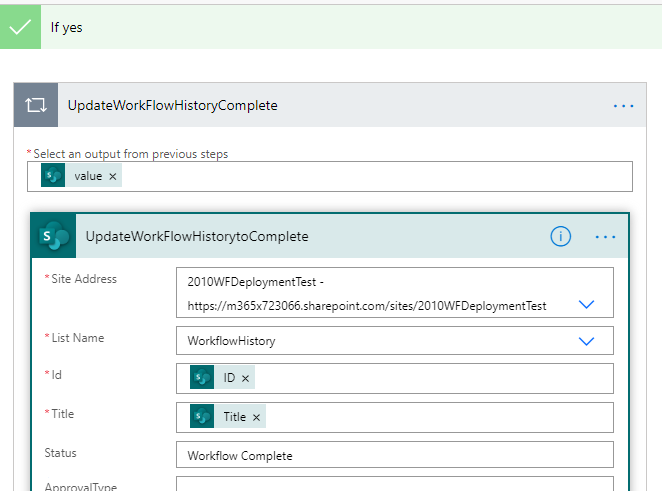 If yes
UpdateWorkFlowHistoryComplete
*Select an output from previous steps
value ×
UpdateWorkFlowHistorytoComplete
*Site Address
2010WFDeploymentTest -
https://m365x723066.sharepoint.com/sites/2010WFDeploymentTest
*List Name
WorkflowHistory
*Id
ID ×
*Title
Title ×
Status
Workflow Complete
ApprovalType